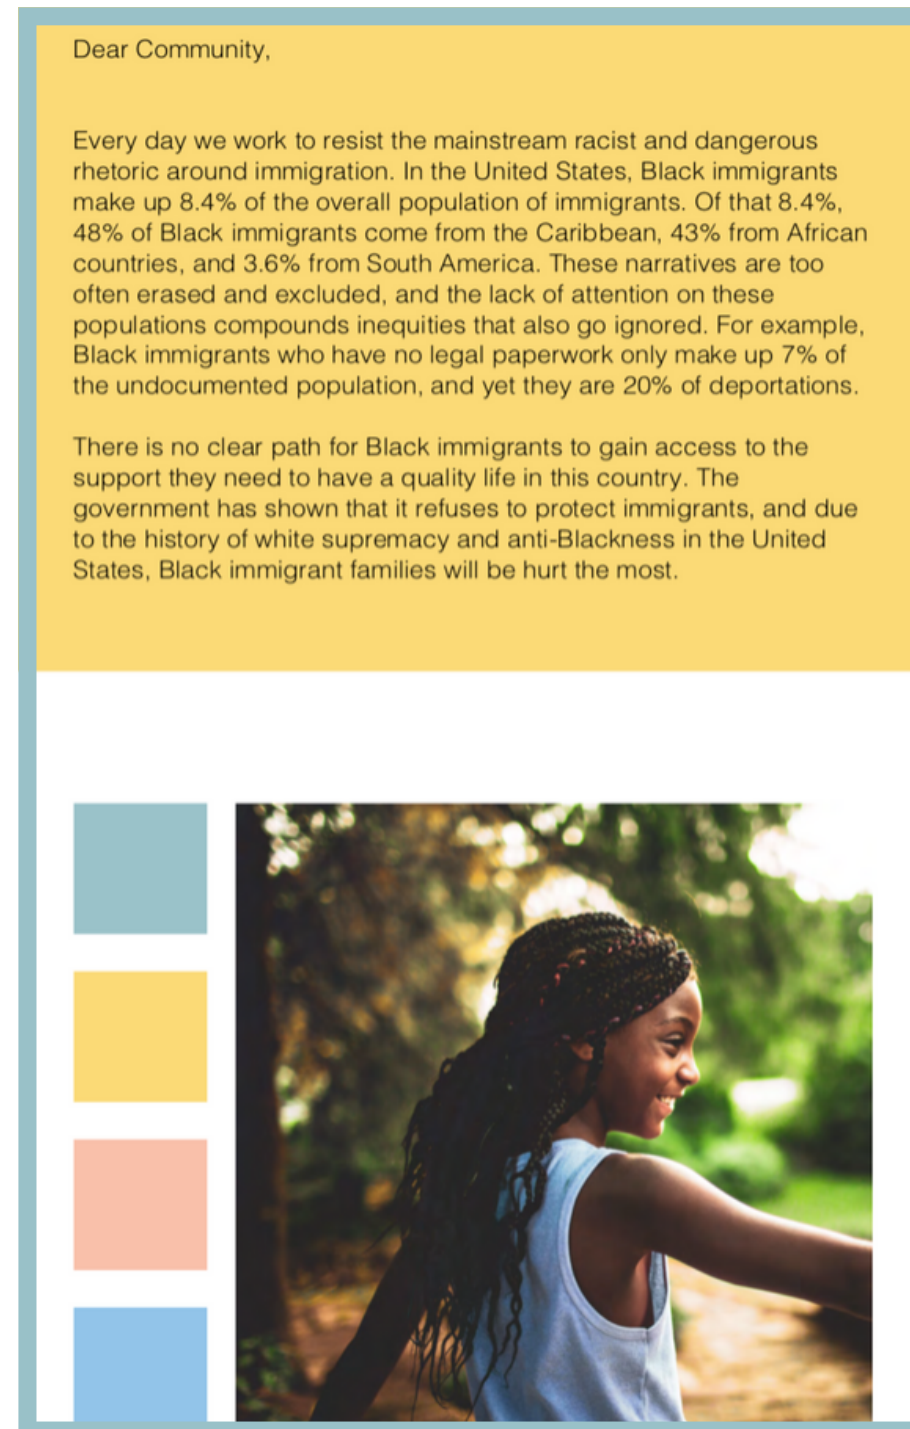 Dear Community,
Every day we work to resist the mainstream racist and dangerous
rhetoric around immigration. In the United States, Black immigrants
make up 8.4% of the overall population of immigrants. Of that 8.4%,
48% of Black immigrants come from the Caribbean, 43% from African
countries, and 3.6% from South America. These narratives are too
often erased and excluded, and the lack of attention on these
populations compounds inequities that also go ignored. For example,
Black immigrants who have no legal paperwork only make up 7% of
the undocumented population, and yet they are 20% of deportations.
There is no clear path for Black immigrants to gain access to the
support they need to have a quality life in this country. The
government has shown that it refuses to protect immigrants, and due
to the history of white supremacy and anti-Blackness in the United
States, Black immigrant families will be hurt the most.